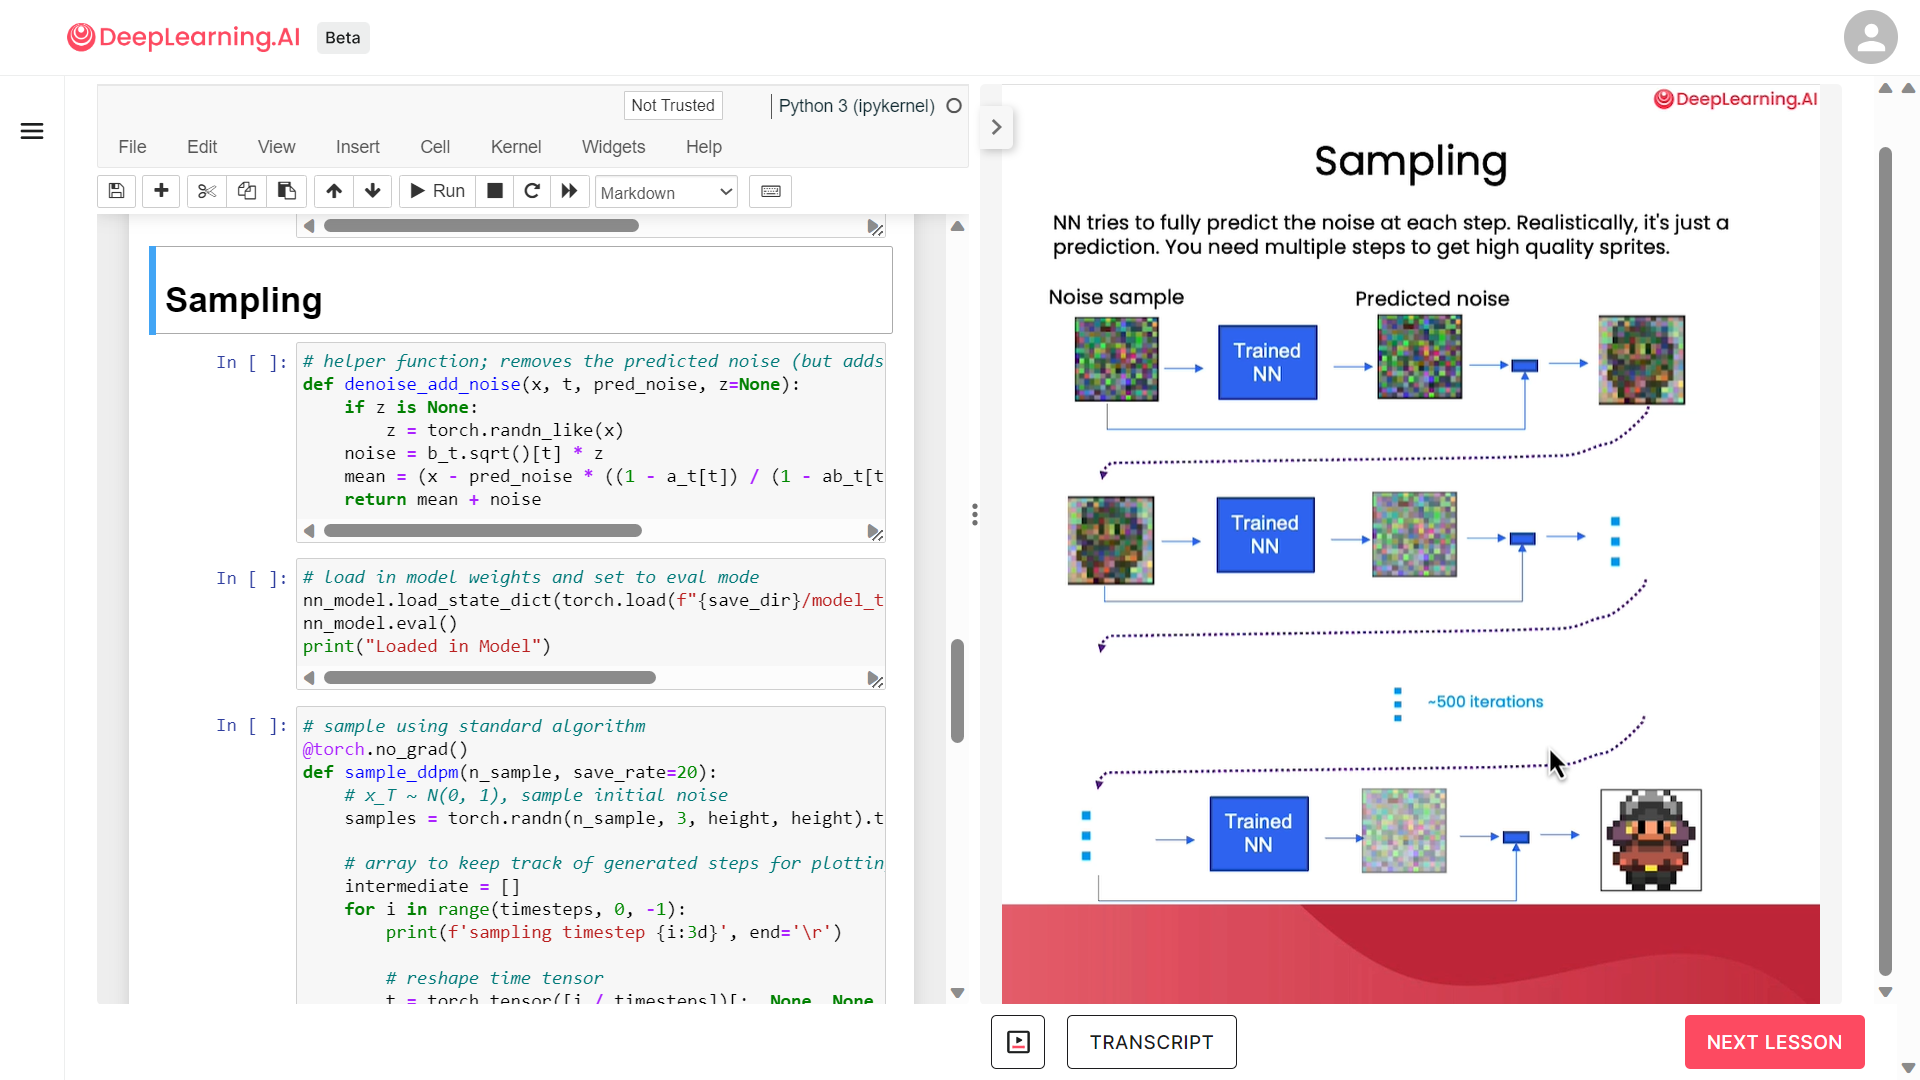 DeepLearning.AI Beta
Not Trusted Python 3 (ipykernel)
File Edit View Insert Cell Kernel Widgets Help
Run Markdown
Sampling
In [ ]:
# helper function; removes the predicted noise (but adds
def denoise_add_noise(x, t, pred_noise, z=None):
    if z is None:
        z = torch.randn_like(x)
    noise = b_t.sqrt()[t] * z
    mean = (x - pred_noise * ((1 - a_t[t]) / (1 - ab_t[t
    return mean + noise
In [ ]:
# load in model weights and set to eval mode
nn_model.load_state_dict(torch.load(f"{save_dir}/model_t
nn_model.eval()
print("Loaded in Model")
In [ ]:
# sample using standard algorithm
@torch.no_grad()
def sample_ddpm(n_sample, save_rate=20):
    # x_T ~ N(0, 1), sample initial noise
    samples = torch.randn(n_sample, 3, height, height).t
    # array to keep track of generated steps for plottin
    intermediate = []
    for i in range(timesteps, 0, -1):
        print(f'sampling timestep {i:3d}', end='\r')
        # reshape time tensor
        t = torch.tensor([i / timesteps])[:, None, None
DeepLearning.AI
Sampling
NN tries to fully predict the noise at each step. Realistically, it's just a
prediction. You need multiple steps to get high quality sprites.
Noise sample Predicted noise
Trained
NN
Trained
NN
~500 iterations
Trained
NN
TRANSCRIPT
NEXT LESSON